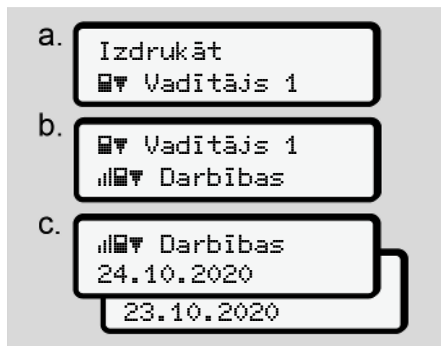 a.
Izdrukāt
Vadītājs 1
b.
Vadītājs 1
Darbības
c.
Darbības
24.10.2020
23.10.2020